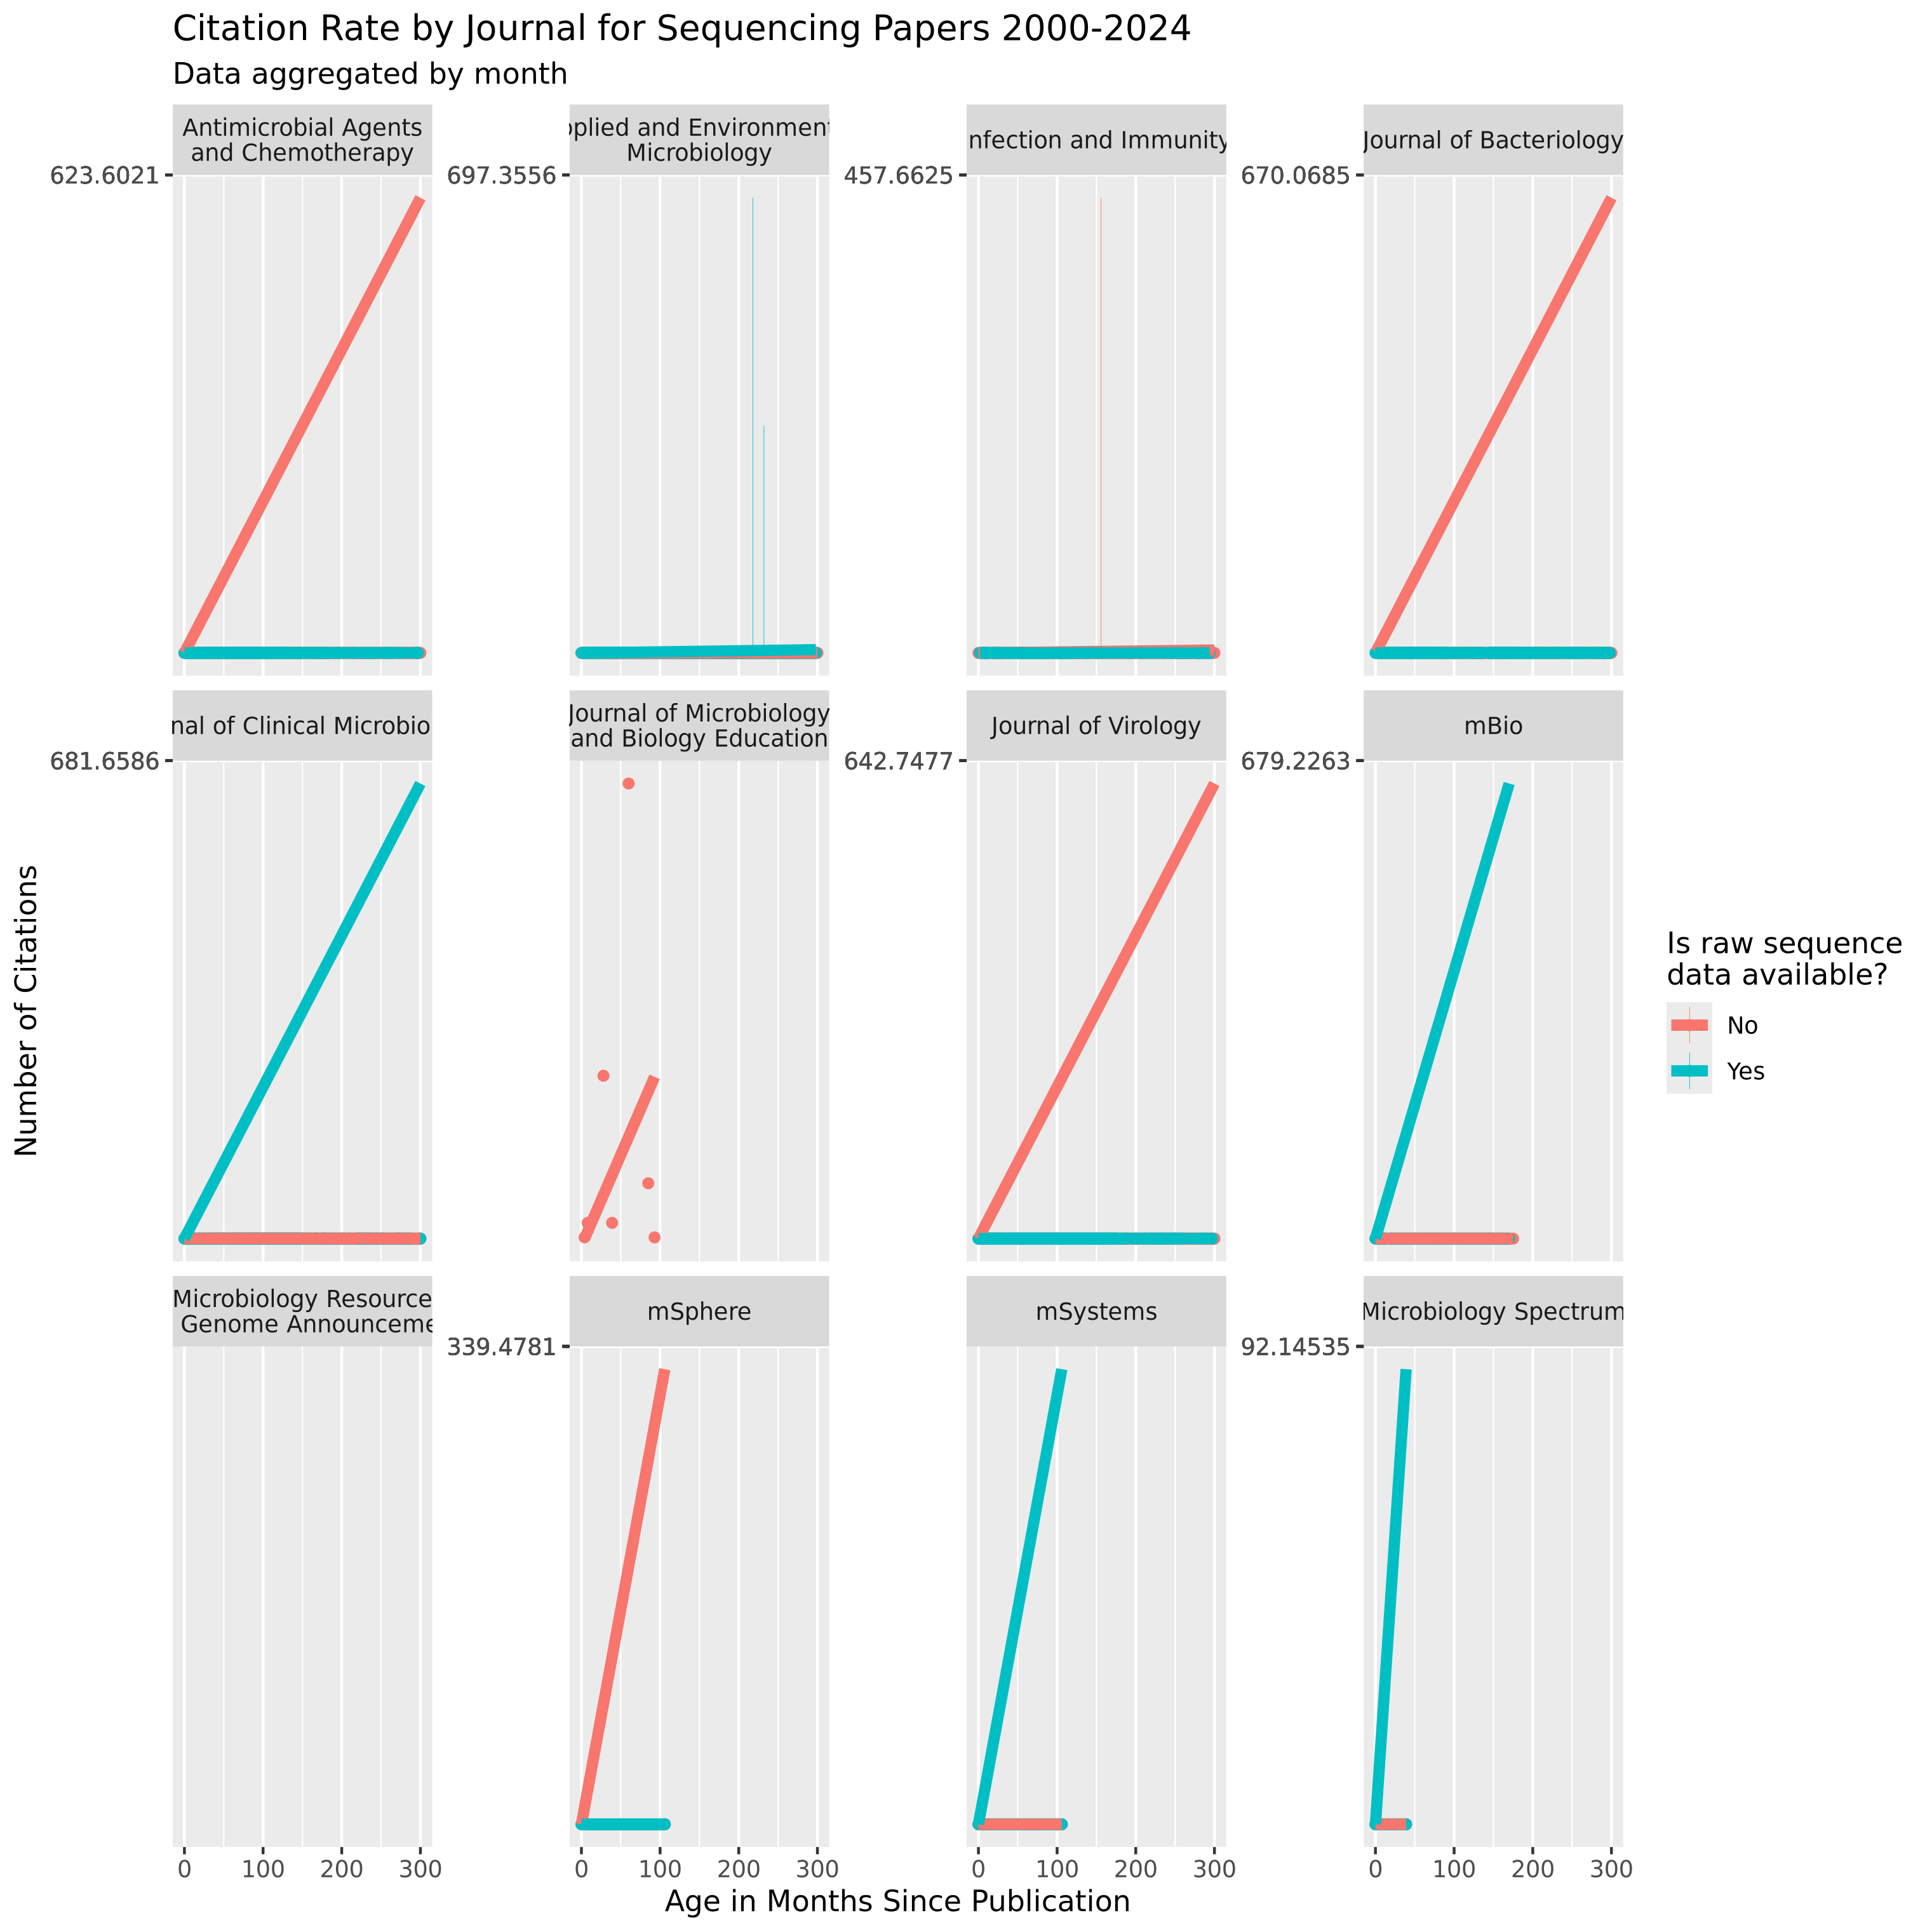 Citation Rate by Journal for Sequencing Papers 2000-2024
Data aggregated by month
Antimicrobial Agents
and Chemotherapy
pplied and Environment
Microbiology
nfection and Immunity
Journal of Bacteriology
623.6021
697.3556
457.6625
670.0685
nal of Clinical Microbio
Journal of Microbiology
and Biology Education
Journal of Virology
mBio
681.6586
642.7477
679.2263
Number of Citations
Is raw sequence
data available?
No
Yes
Microbiology Resource
Genome Announceme
mSphere
mSystems
Microbiology Spectrum
339.4781
92.14535
0 100 200 300
0 100 200 300
0 100 200 300
0 100 200 300
Age in Months Since Publication